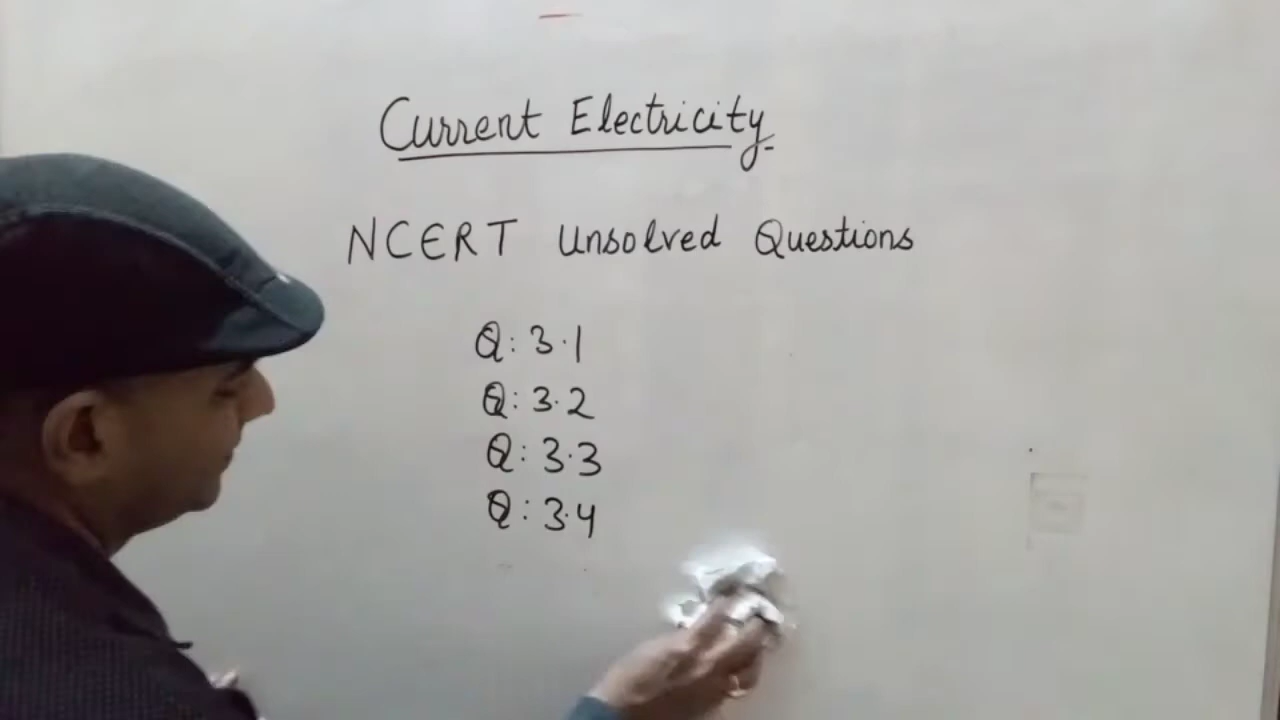 Current Electricity
NCERT Unsolved Questions
Q: 3.1
Q: 3.2
Q: 3.3
Q: 3.4